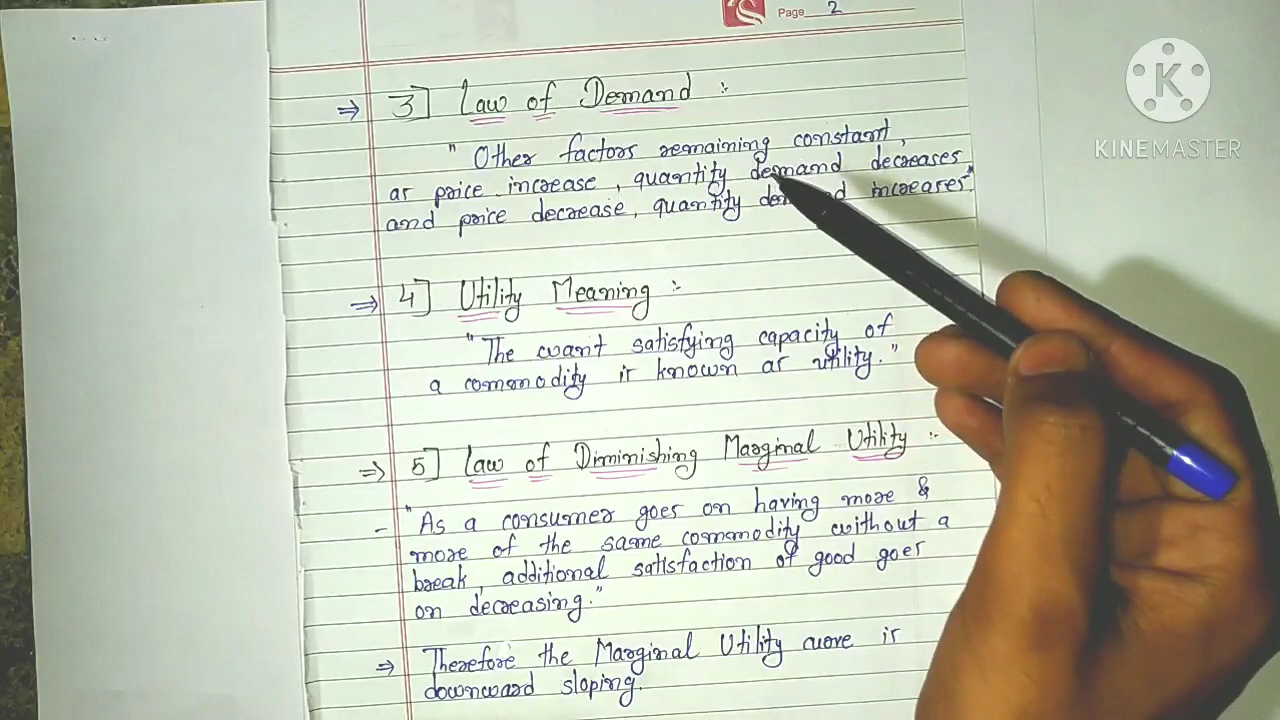 Page 2
⇒ 3] Law of Demand :-
" Other factors remaining constant,
as price increase, quantity demand decreases
and price decrease, quantity demand increases".
⇒ 4] Utility Meaning :-
"The want satisfying capacity of
a commodity is known as utility."
⇒ 5] Law of Diminishing Marginal Utility :-
- "As a consumer goes on having more &
more of the same commodity without a
break, additional satisfaction of good goes
on decreasing."
⇒ Therefore the Marginal Utility curve is
downward sloping.
K
KINEMASTER